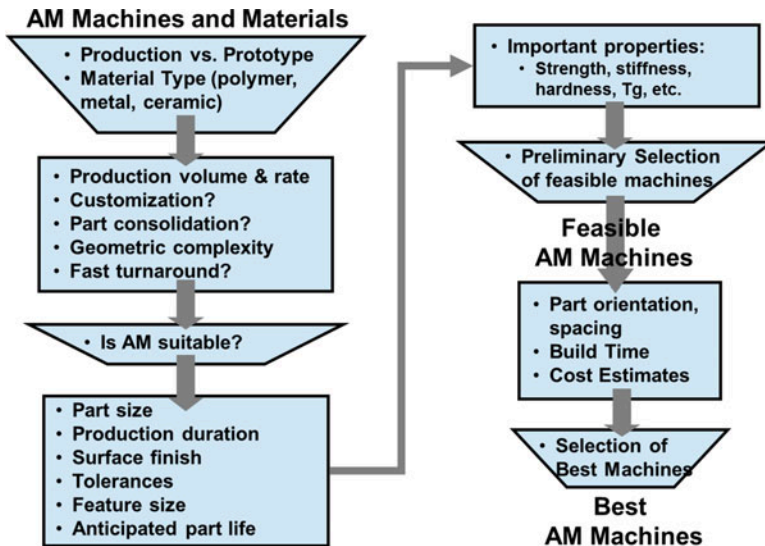 AM Machines and Materials
• Production vs. Prototype
• Material Type (polymer,
metal, ceramic)
• Production volume & rate
• Customization?
• Part consolidation?
• Geometric complexity
• Fast turnaround?
• Is AM suitable?
• Part size
• Production duration
• Surface finish
• Tolerances
• Feature size
• Anticipated part life
• Important properties:
• Strength, stiffness,
hardness, Tg, etc.
• Preliminary Selection
of feasible machines
Feasible
AM Machines
• Part orientation,
spacing
• Build Time
• Cost Estimates
• Selection of
Best Machines
Best
AM Machines